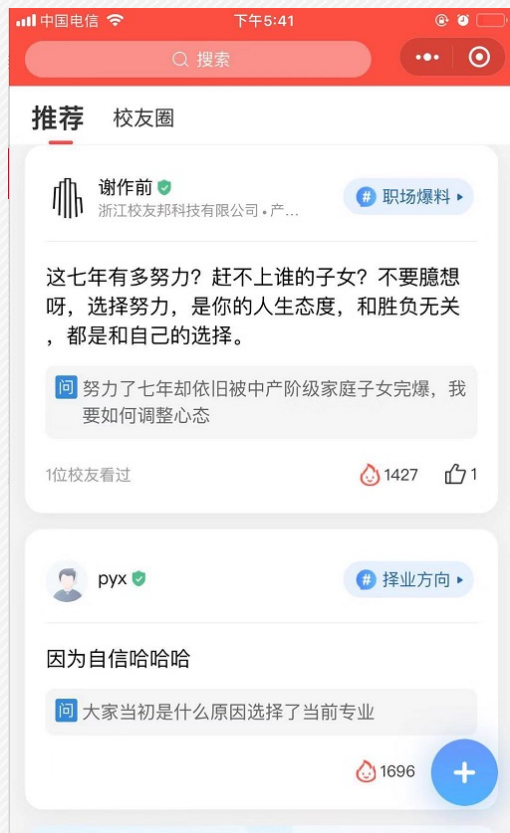 中国电信 下午5:41
搜索
推荐 校友圈
谢作前
浙江校友邦科技有限公司•产...
# 职场爆料
这七年有多努力？赶不上谁的子女？不要臆想
呀，选择努力，是你的人生态度，和胜负无关
，都是和自己的选择。
问 努力了七年却依旧被中产阶级家庭子女完爆，我
要如何调整心态
1位校友看过 1427 1
pyx
# 择业方向
因为自信哈哈哈
问 大家当初是什么原因选择了当前专业
1696